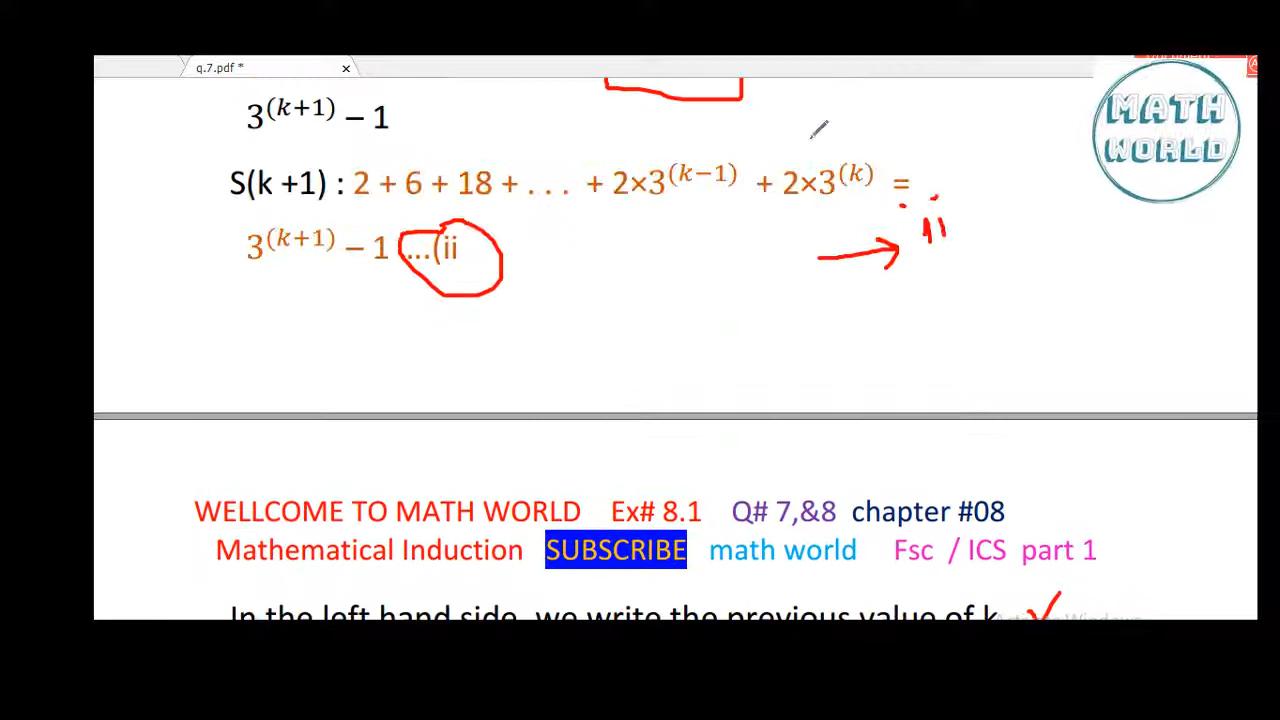 q.7.pdf *
MATH
WORLD
3^(k+1) – 1
S(k +1) : 2 + 6 + 18 + . . . + 2×3^(k−1) + 2×3^(k) =
ii
3^(k+1) – 1 ...(ii
WELLCOME TO MATH WORLD Ex# 8.1 Q# 7,&8 chapter #08
Mathematical Induction SUBSCRIBE math world Fsc / ICS part 1
In the left hand side, we write the previous value of k